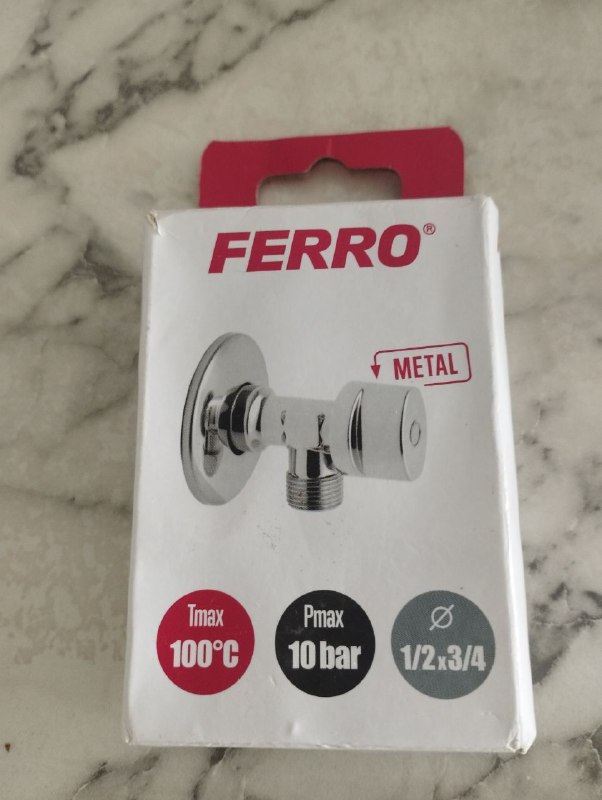 FERRO®
METAL
Tmax
100°C
Pmax
10 bar
Ø
1/2x3/4